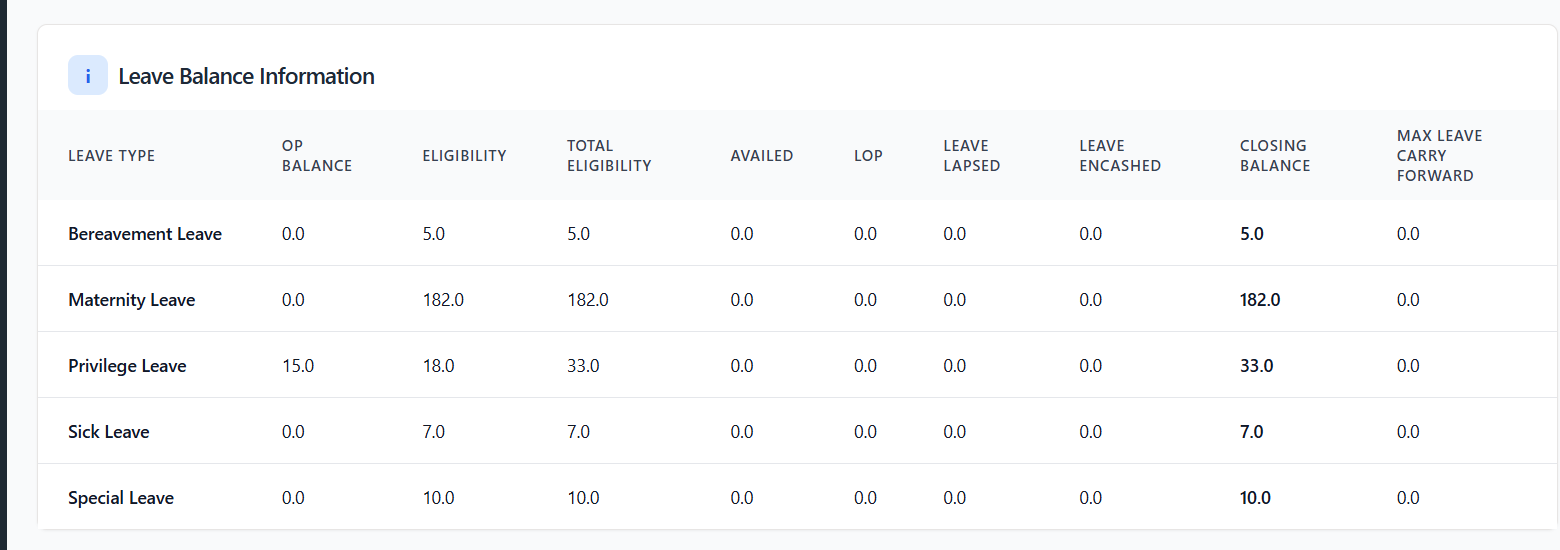 i Leave Balance Information
LEAVE TYPE OP BALANCE ELIGIBILITY TOTAL ELIGIBILITY AVAILED LOP LEAVE LAPSED LEAVE ENCASHED CLOSING BALANCE MAX LEAVE CARRY FORWARD
Bereavement Leave 0.0 5.0 5.0 0.0 0.0 0.0 0.0 5.0 0.0
Maternity Leave 0.0 182.0 182.0 0.0 0.0 0.0 0.0 182.0 0.0
Privilege Leave 15.0 18.0 33.0 0.0 0.0 0.0 0.0 33.0 0.0
Sick Leave 0.0 7.0 7.0 0.0 0.0 0.0 0.0 7.0 0.0
Special Leave 0.0 10.0 10.0 0.0 0.0 0.0 0.0 10.0 0.0